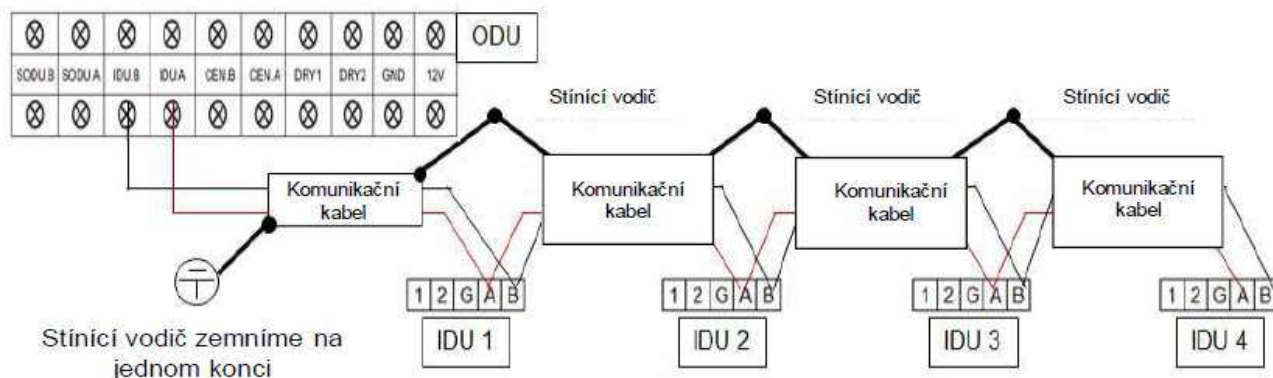 ODU
SODU.B SODU.A IDU.B IDU.A CEN.B CEN.A DRY1 DRY2 GND 12V
Stínící vodič Stínící vodič Stínící vodič
Komunikační kabel
Komunikační kabel
Komunikační kabel
Komunikační kabel
1 2 G A B
1 2 G A B
1 2 G A B
1 2 G A B
IDU 1
IDU 2
IDU 3
IDU 4
Stínící vodič zemníme na
jednom konci